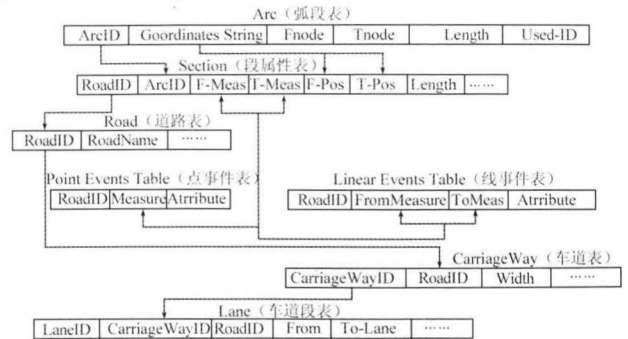 Arc（弧段表）
ArcID Goordinates String Fnode Tnode Length Used-ID
Section（段属性表）
RoadID ArcID F-Meas T-Meas F-Pos T-Pos Length ……
Road（道路表）
RoadID RoadName ……
Point Events Table（点事件表） Linear Events Table（线事件表）
RoadID Measure Atrribute RoadID FromMeasure ToMeas Atrribute
CarriageWay（车道表）
CarriageWayID RoadID Width ……
Lane（车道段表）
LaneID CarriageWayID RoadID From To-Lane ……